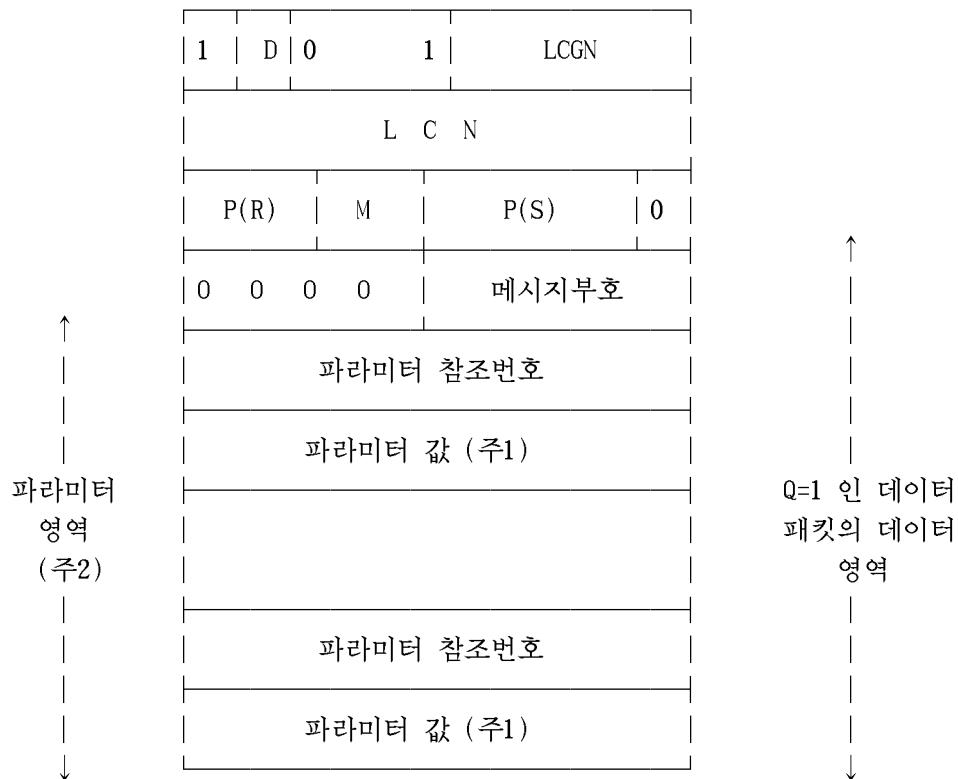 1 D 0 1 LCGN
L C N
P(R) M P(S) 0
0 0 0 0 메시지부호
파라미터 참조번호
파라미터 값 (주1)
파라미터
영역
(주2)
Q=1 인 데이터
패킷의 데이터
영역
파라미터 참조번호
파라미터 값 (주1)